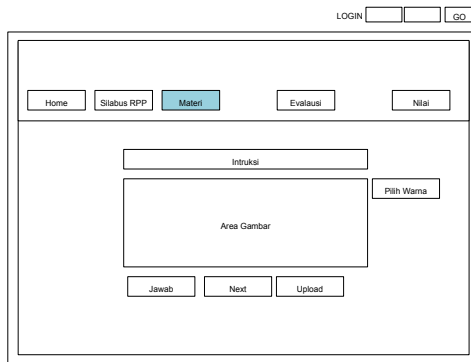 LOGIN GO
Home Silabus RPP Materi Evalausi Nilai
Intruksi
Pilih Warna
Area Gambar
Jawab Next Upload